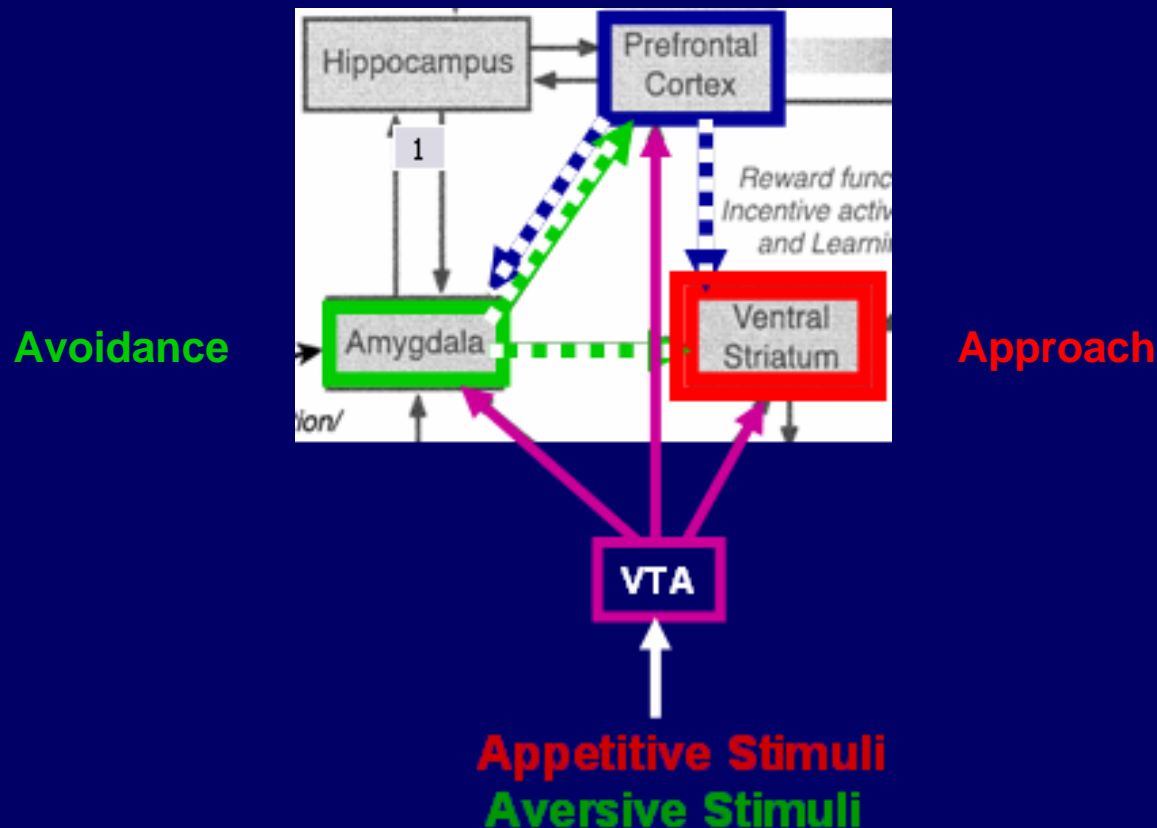 Hippocampus
Prefrontal
Cortex
1
Reward func
Incentive activ
and Learni
Avoidance
Amygdala
Ventral
Striatum
Approach
tion/
VTA
Appetitive Stimuli
Aversive Stimuli